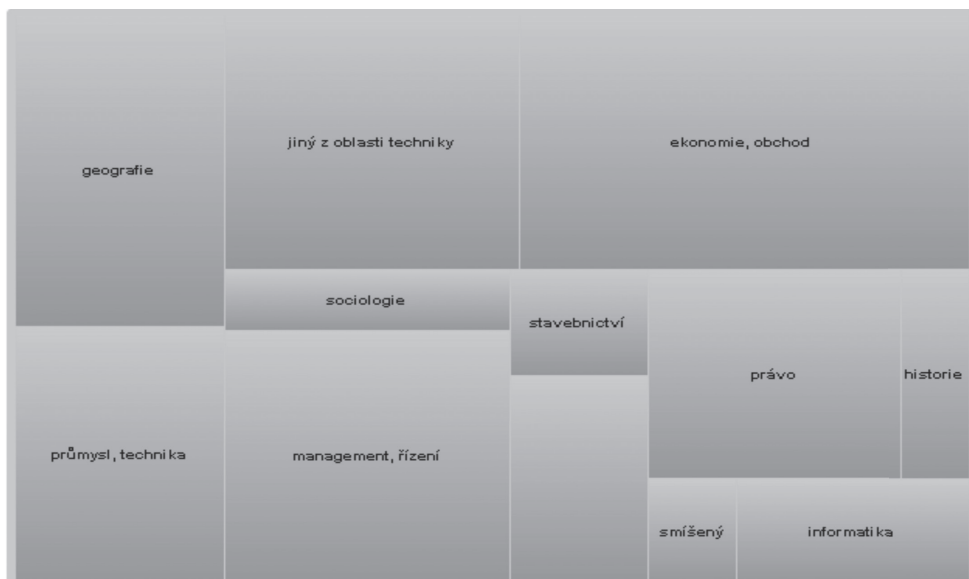 jiný z oblasti techniky
ekonomie, obchod
geografie
sociologie
stavebnictví
právo
historie
průmysl, technika
management, řízení
smíšený
informatika